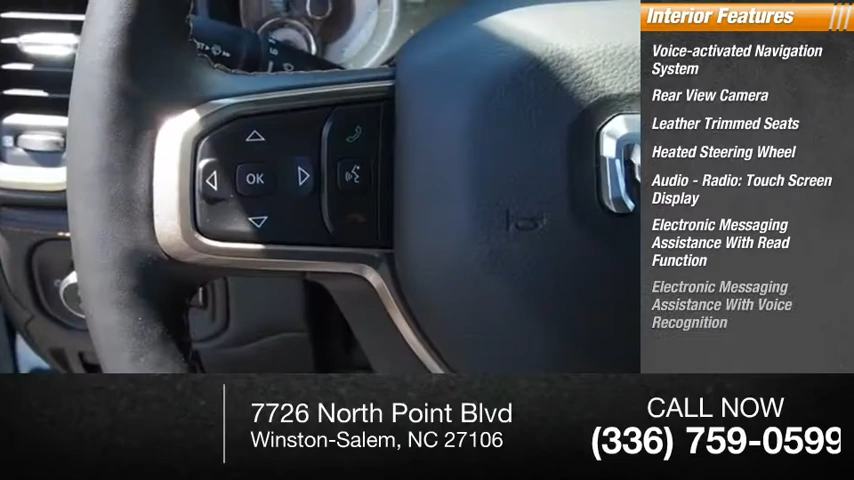 OK
Interior Features
Voice-activated Navigation
System
Rear View Camera
Leather Trimmed Seats
Heated Steering Wheel
Audio - Radio: Touch Screen
Display
Electronic Messaging
Assistance With Read
Function
Electronic Messaging
Assistance With Voice
Recognition
7726 North Point Blvd
Winston-Salem, NC 27106
CALL NOW
(336) 759-0599